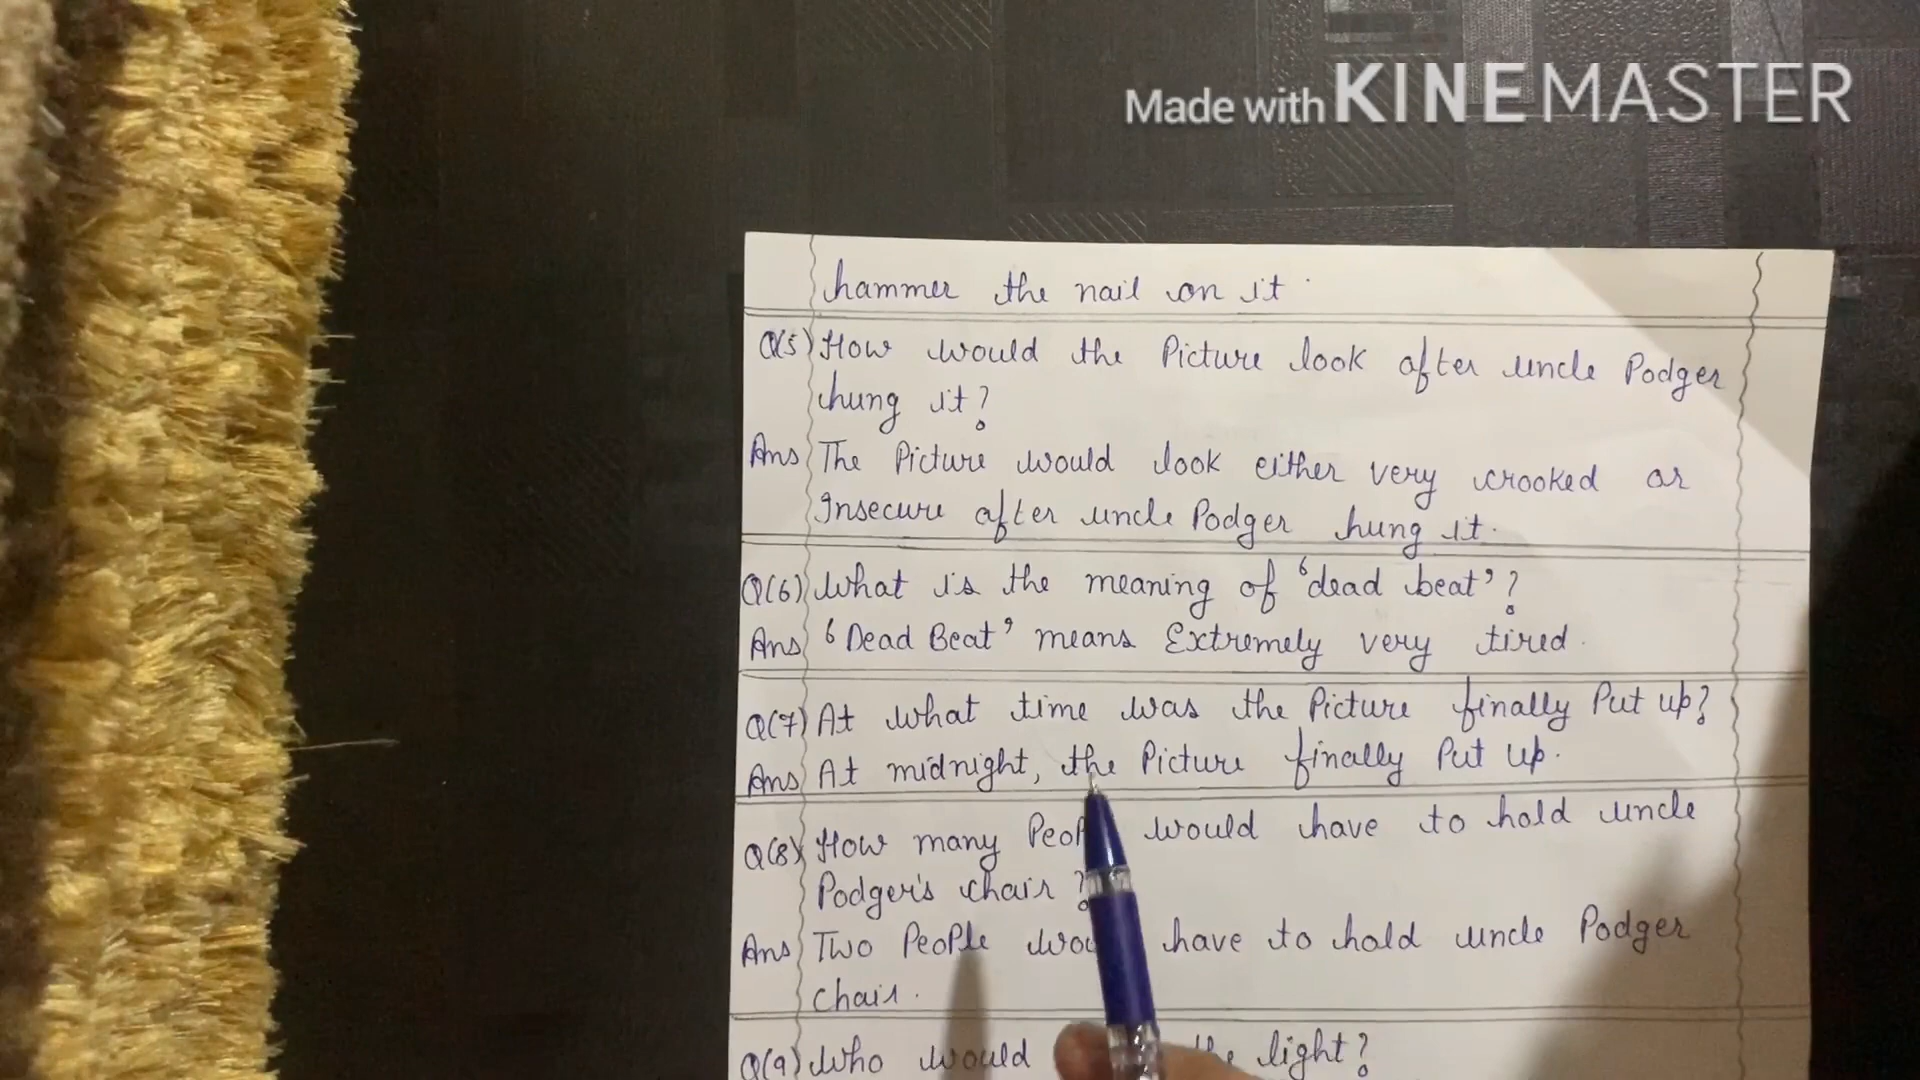 Made with KINEMASTER
hammer the nail on it.
Q(5) How would the Picture look after uncle Podger
hung it?
Ans The Picture would look either very crooked or
Insecure after uncle Podger hung it.
Q(6) What is the meaning of 'dead beat'?
Ans 'Dead Beat' means Extremely very tired.
Q(7) At what time was the Picture finally Put up?
Ans At midnight, the Picture finally Put up.
Q(8) How many would have to hold uncle
Podger's chair?
Ans Two People have to hold uncle Podger
chair.
Q(9) Who would light?